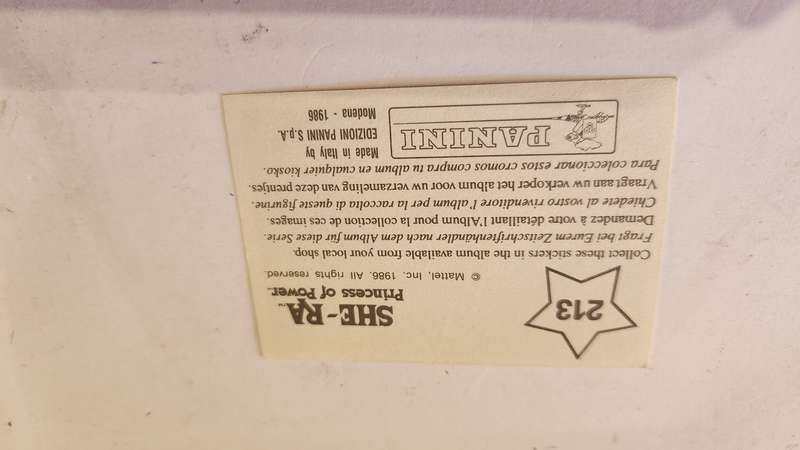 213
SHE-RA™
Princess of Power™
© Mattel, Inc. 1986. All rights reserved.
Collect these stickers in the album available from your local shop.
Fragt bei Eurem Zeitschriftenhändler nach dem Album für diese Serie.
Demandez à votre détaillant l'Album pour la collection de ces images.
Chiedete al vostro rivenditore l'album per la raccolta di queste figurine.
Vraagt aan uw verkoper het album voor uw verzameling van deze prentjes.
Para coleccionar estos cromos compra tu album en cualquier kiosko.
PANINI
Made in Italy by
EDIZIONI PANINI S.p.A.
Modena - 1986